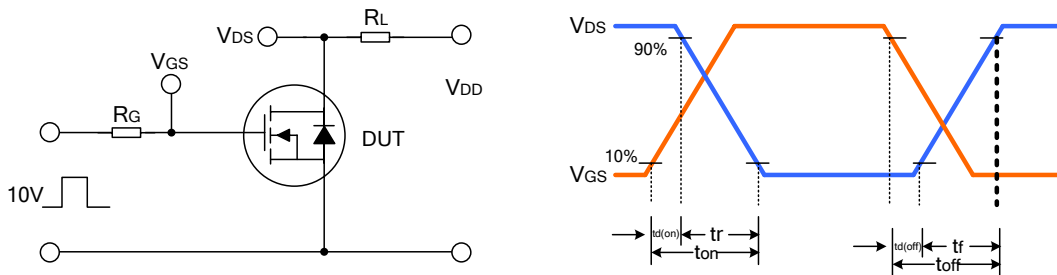 VDS
RL
VGS
VDD
RG
DUT
10V
VDS
90%
10%
VGS
td(on)
tr
ton
td(off)
tf
toff